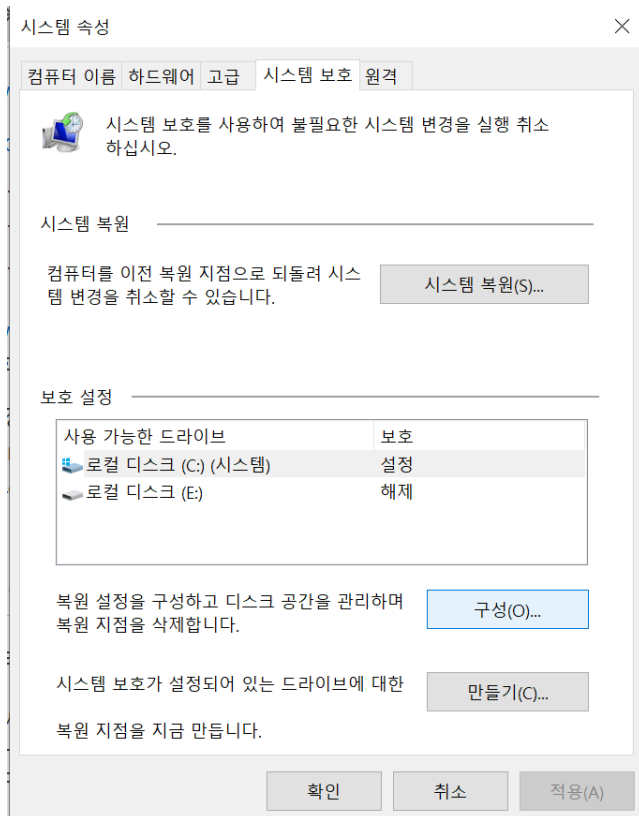 시스템 속성
컴퓨터 이름 하드웨어 고급 시스템 보호 원격
시스템 보호를 사용하여 불필요한 시스템 변경을 실행 취소
하십시오.
시스템 복원
컴퓨터를 이전 복원 지점으로 되돌려 시스
템 변경을 취소할 수 있습니다.
시스템 복원(S)...
보호 설정
사용 가능한 드라이브 보호
로컬 디스크 (C:) (시스템) 설정
로컬 디스크 (E:) 해제
복원 설정을 구성하고 디스크 공간을 관리하며
복원 지점을 삭제합니다.
구성(O)...
시스템 보호가 설정되어 있는 드라이브에 대한
복원 지점을 지금 만듭니다.
만들기(C)...
확인 취소 적용(A)